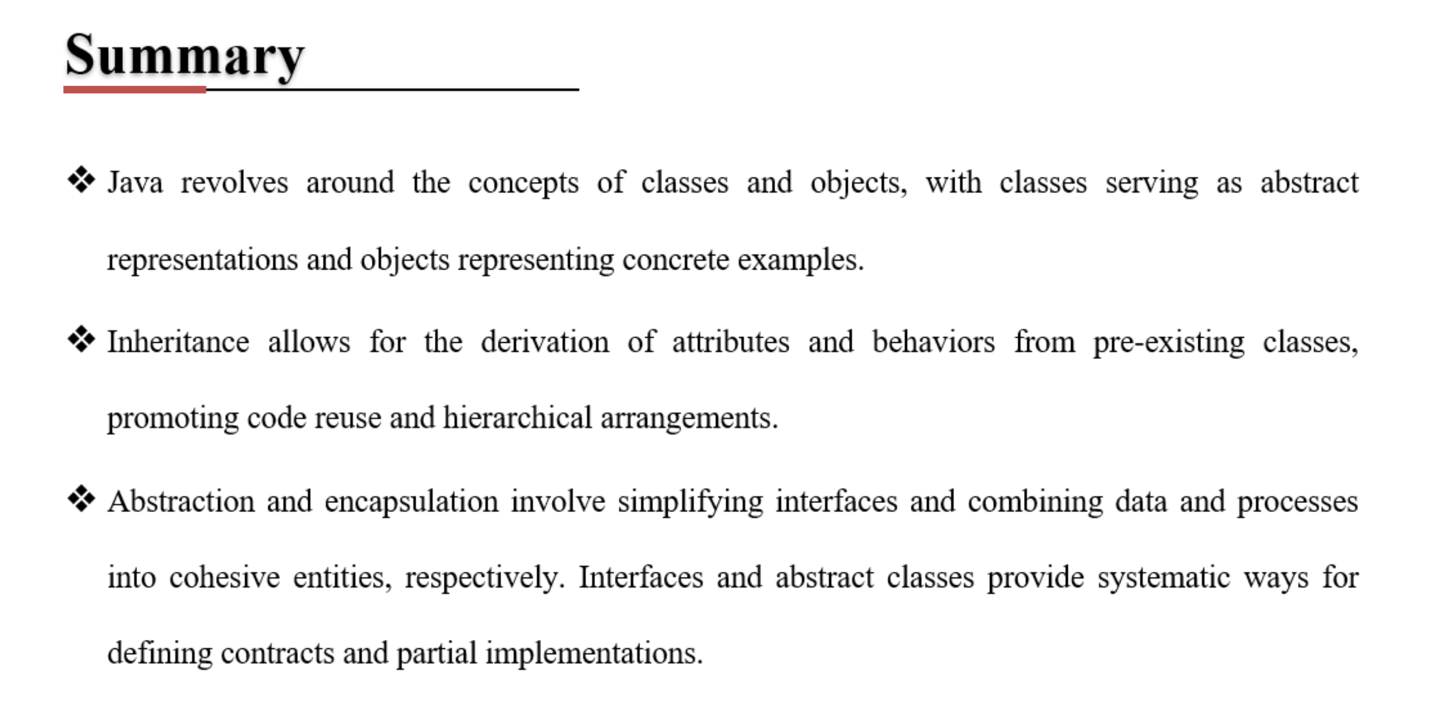 Summary
❖ Java revolves around the concepts of classes and objects, with classes serving as abstract
representations and objects representing concrete examples.
❖ Inheritance allows for the derivation of attributes and behaviors from pre-existing classes,
promoting code reuse and hierarchical arrangements.
❖ Abstraction and encapsulation involve simplifying interfaces and combining data and processes
into cohesive entities, respectively. Interfaces and abstract classes provide systematic ways for
defining contracts and partial implementations.